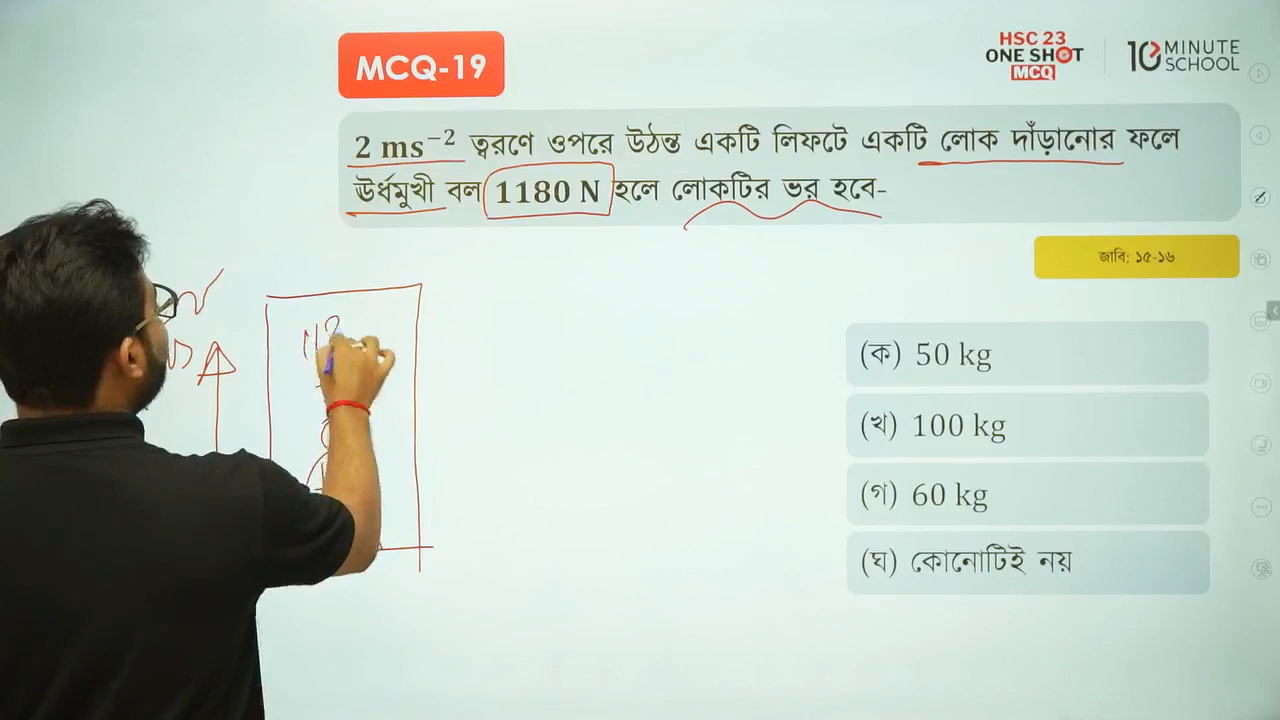 MCQ-19
HSC 23
ONE SHOT
MCQ
10 MINUTE
SCHOOL
2 ms⁻² ত্বরণে ওপরে উঠন্ত একটি লিফটে একটি লোক দাঁড়ানোর ফলে
ঊর্ধমুখী বল 1180 N হলে লোকটির ভর হবে-
জাবি: ১৫-১৬
(ক) 50 kg
(খ) 100 kg
(গ) 60 kg
(ঘ) কোনোটিই নয়